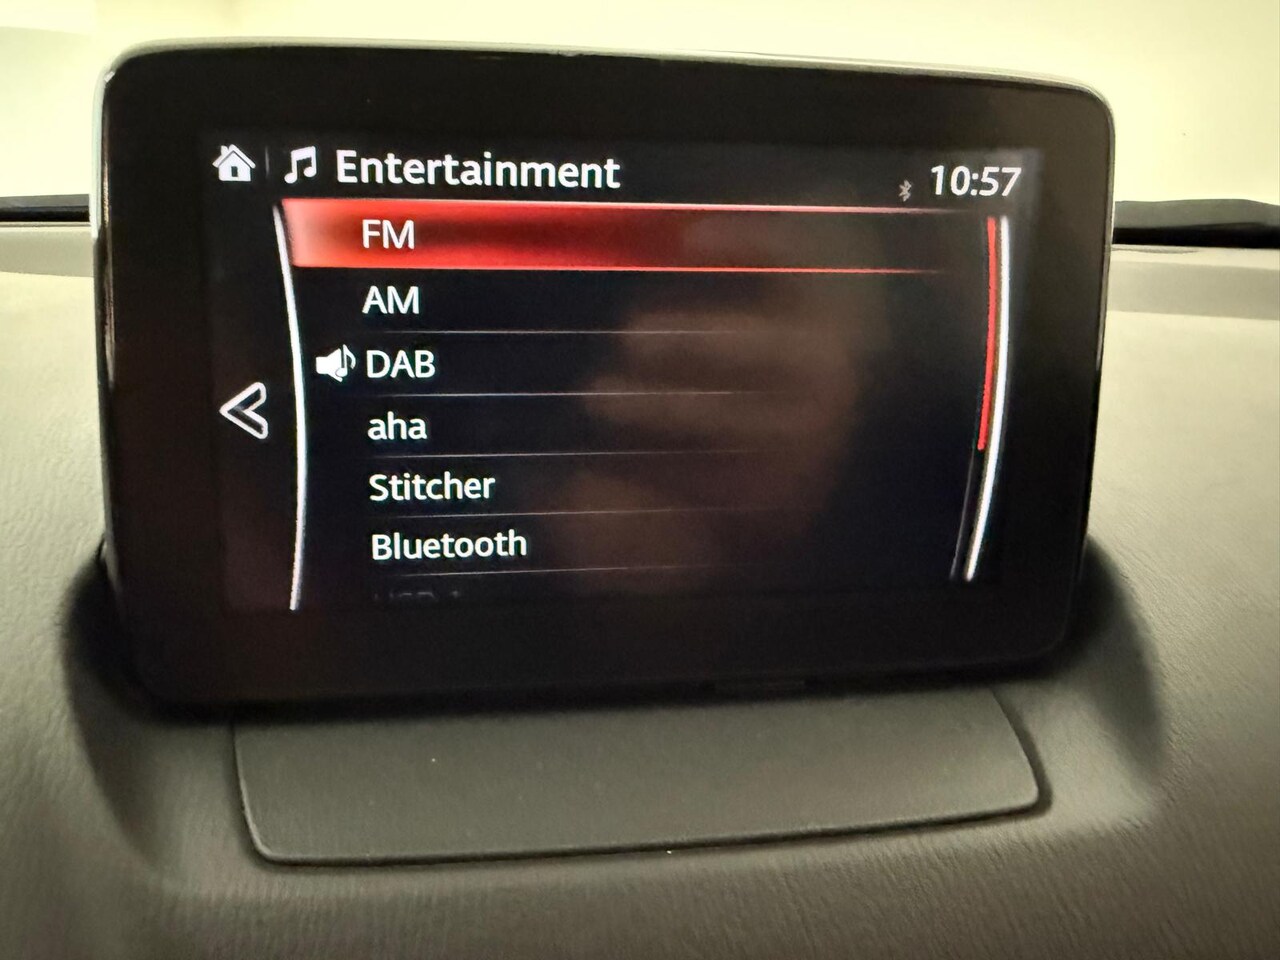 Entertainment
10:57
FM
AM
DAB
aha
Stitcher
Bluetooth